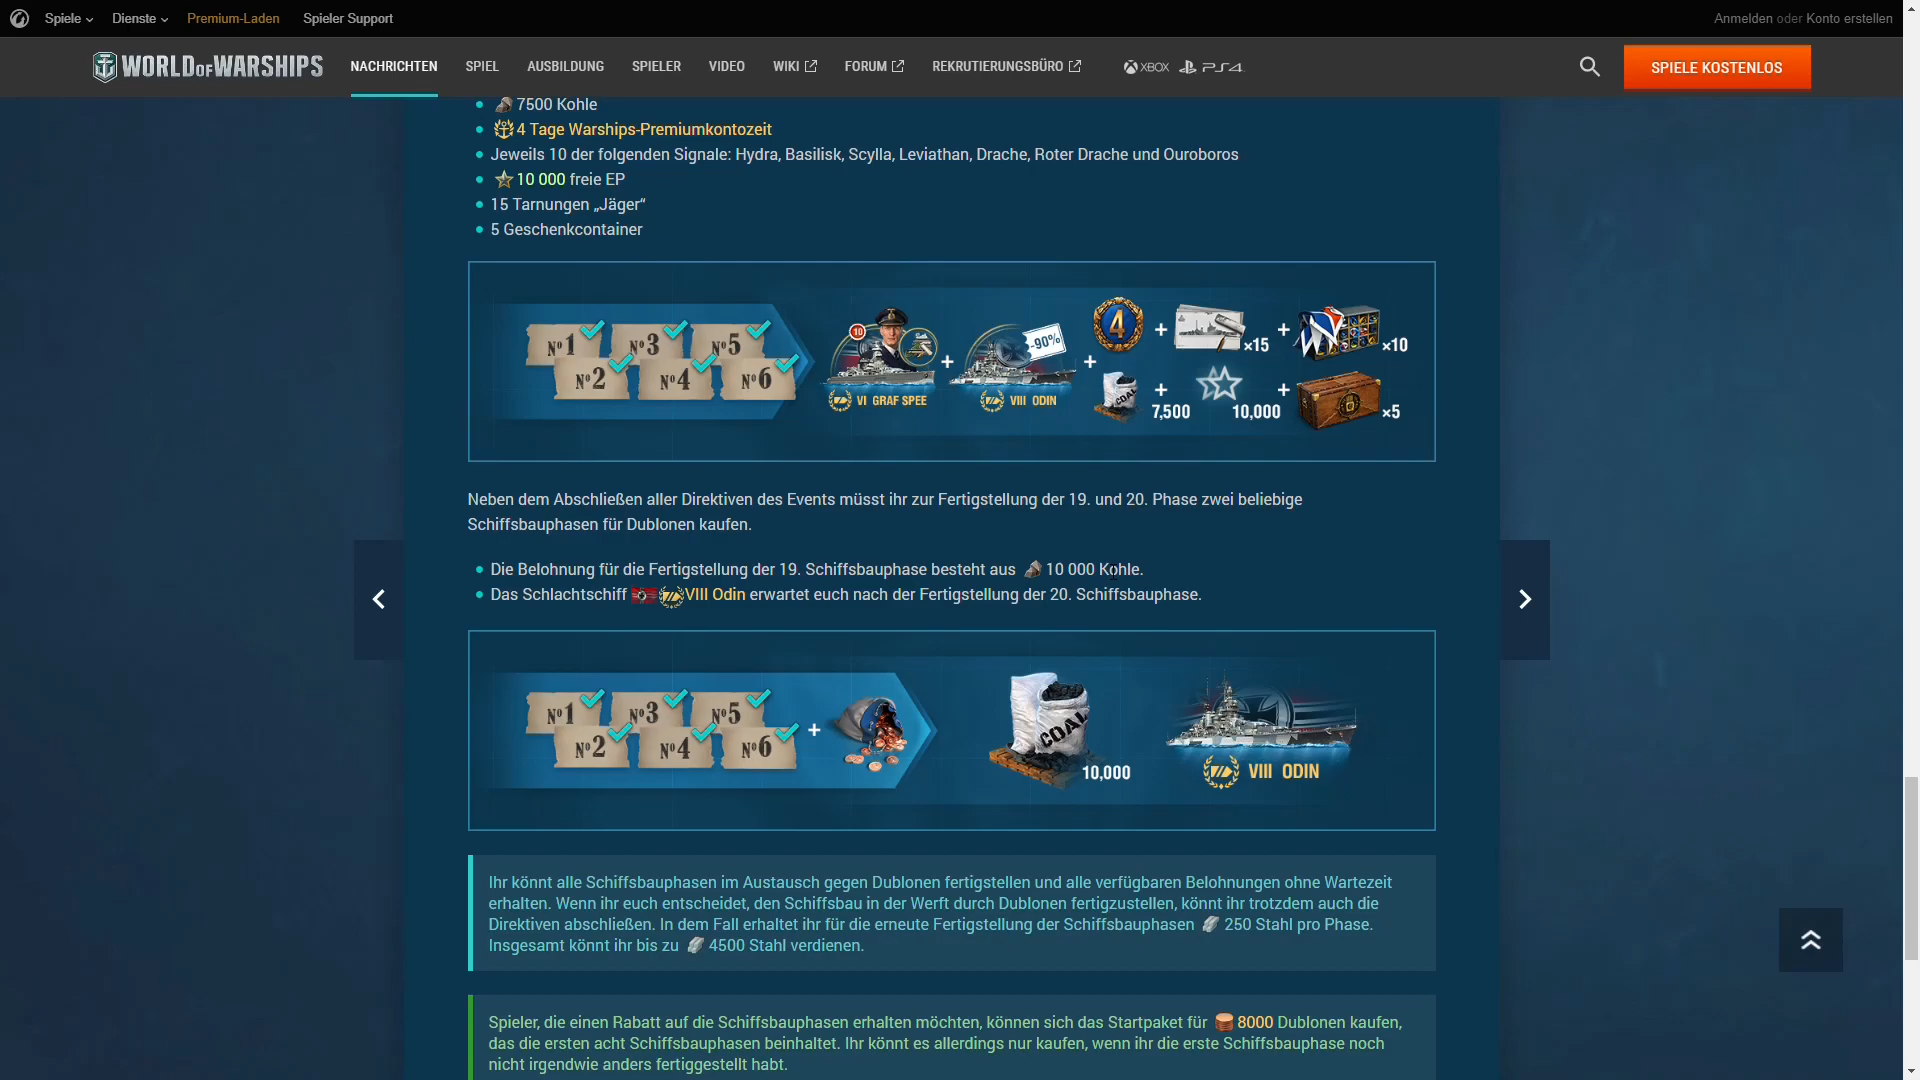 Spiele Dienste Premium-Laden Spieler Support Anmelden oder Konto erstellen
WORLD OF WARSHIPS NACHRICHTEN SPIEL AUSBILDUNG SPIELER VIDEO WIKI FORUM REKRUTIERUNGSBÜRO XBOX PS4 SPIELE KOSTENLOS
7500 Kohle
4 Tage Warships-Premiumkontozeit
Jeweils 10 der folgenden Signale: Hydra, Basilisk, Scylla, Leviathan, Drache, Roter Drache und Ouroboros
10 000 freie EP
15 Tarnungen „Jäger“
5 Geschenkcontainer
Nº1 Nº3 Nº5
Nº2 Nº4 Nº6
10
VI GRAF SPEE
-90%
VIII ODIN
4
×15
×10
COAL
7,500
10,000
×5
Neben dem Abschließen aller Direktiven des Events müsst ihr zur Fertigstellung der 19. und 20. Phase zwei beliebige
Schiffsbauphasen für Dublonen kaufen.
Die Belohnung für die Fertigstellung der 19. Schiffsbauphase besteht aus 10 000 Kohle.
Das Schlachtschiff VIII Odin erwartet euch nach der Fertigstellung der 20. Schiffsbauphase.
Nº1 Nº3 Nº5
Nº2 Nº4 Nº6
COAL
10,000
VIII ODIN
Ihr könnt alle Schiffsbauphasen im Austausch gegen Dublonen fertigstellen und alle verfügbaren Belohnungen ohne Wartezeit
erhalten. Wenn ihr euch entscheidet, den Schiffsbau in der Werft durch Dublonen fertigzustellen, könnt ihr trotzdem auch die
Direktiven abschließen. In dem Fall erhaltet ihr für die erneute Fertigstellung der Schiffsbauphasen 250 Stahl pro Phase.
Insgesamt könnt ihr bis zu 4500 Stahl verdienen.
Spieler, die einen Rabatt auf die Schiffsbauphasen erhalten möchten, können sich das Startpaket für 8000 Dublonen kaufen,
das die ersten acht Schiffsbauphasen beinhaltet. Ihr könnt es allerdings nur kaufen, wenn ihr die erste Schiffsbauphase noch
nicht irgendwie anders fertiggestellt habt.